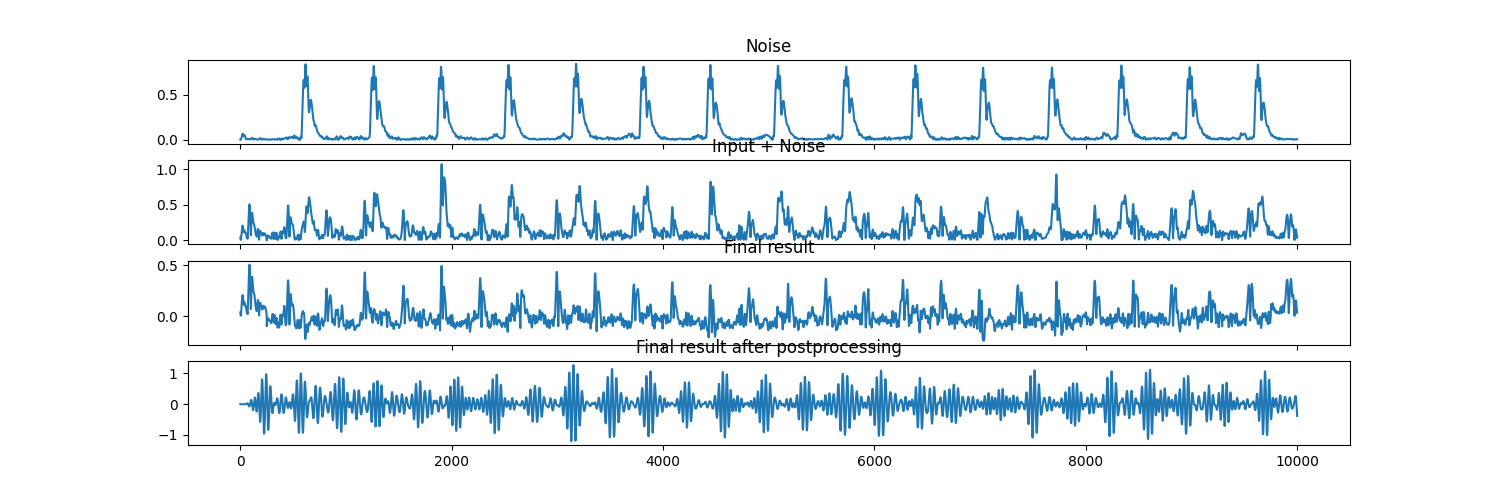 Noise
0.5
0.0
Input + Noise
1.0
0.5
0.0
Final result
0.5
0.0
Final result after postprocessing
1
0
−1
0 2000 4000 6000 8000 10000